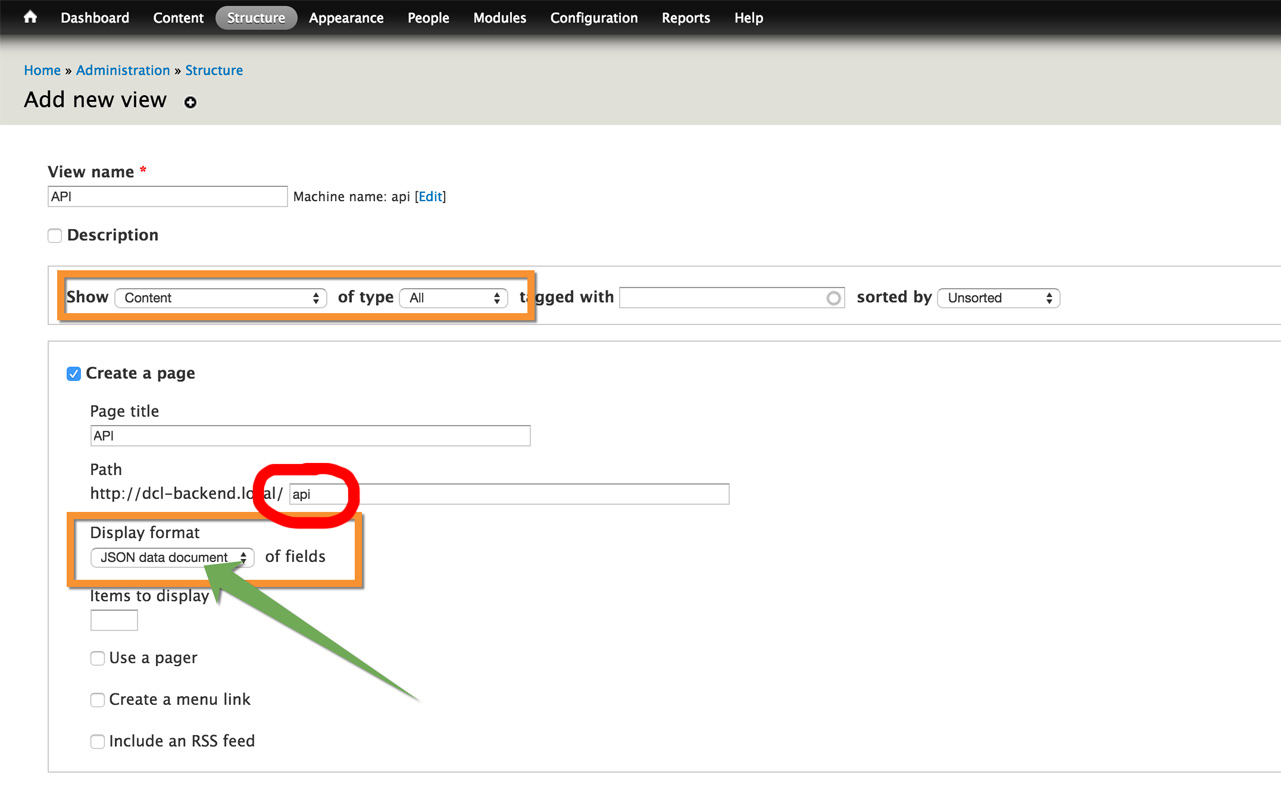 Dashboard Content Structure Appearance People Modules Configuration Reports Help
Home » Administration » Structure
Add new view
View name *
API Machine name: api [Edit]
Description
Show Content of type All tagged with sorted by Unsorted
Create a page
Page title
API
Path
http://dcl-backend.local/ api
Display format
JSON data document of fields
Items to display
Use a pager
Create a menu link
Include an RSS feed